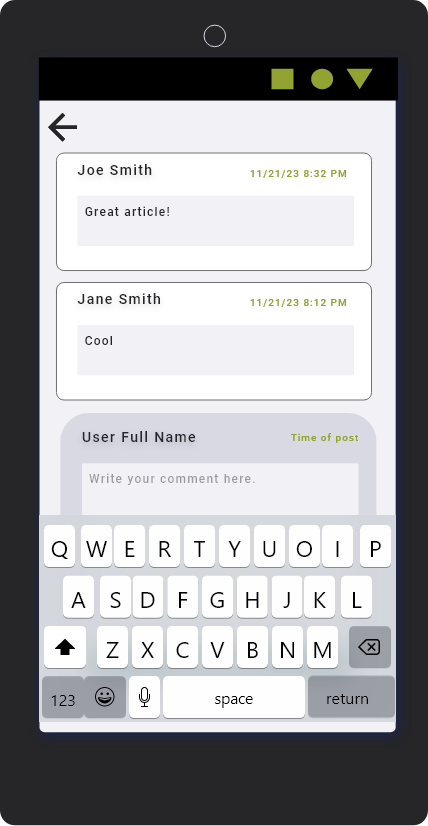 Joe Smith 11/21/23 8:32 PM
Great article!
Jane Smith 11/21/23 8:12 PM
Cool
User Full Name Time of post
Write your comment here.
Q W E R T Y U O I P
A S D F G H J K L
Z X C V B N M
123 space return